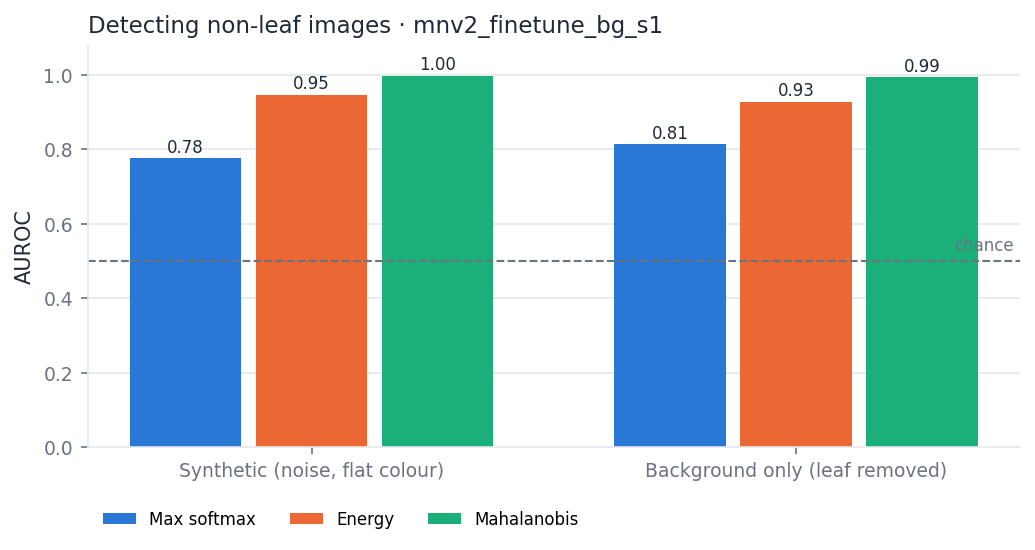 Detecting non-leaf images · mnv2_finetune_bg_s1
1.00
0.99
0.95
0.93
0.81
0.78
1.0
0.8
0.6
0.4
0.2
0.0
AUROC
chance
Synthetic (noise, flat colour)
Background only (leaf removed)
Max softmax
Energy
Mahalanobis